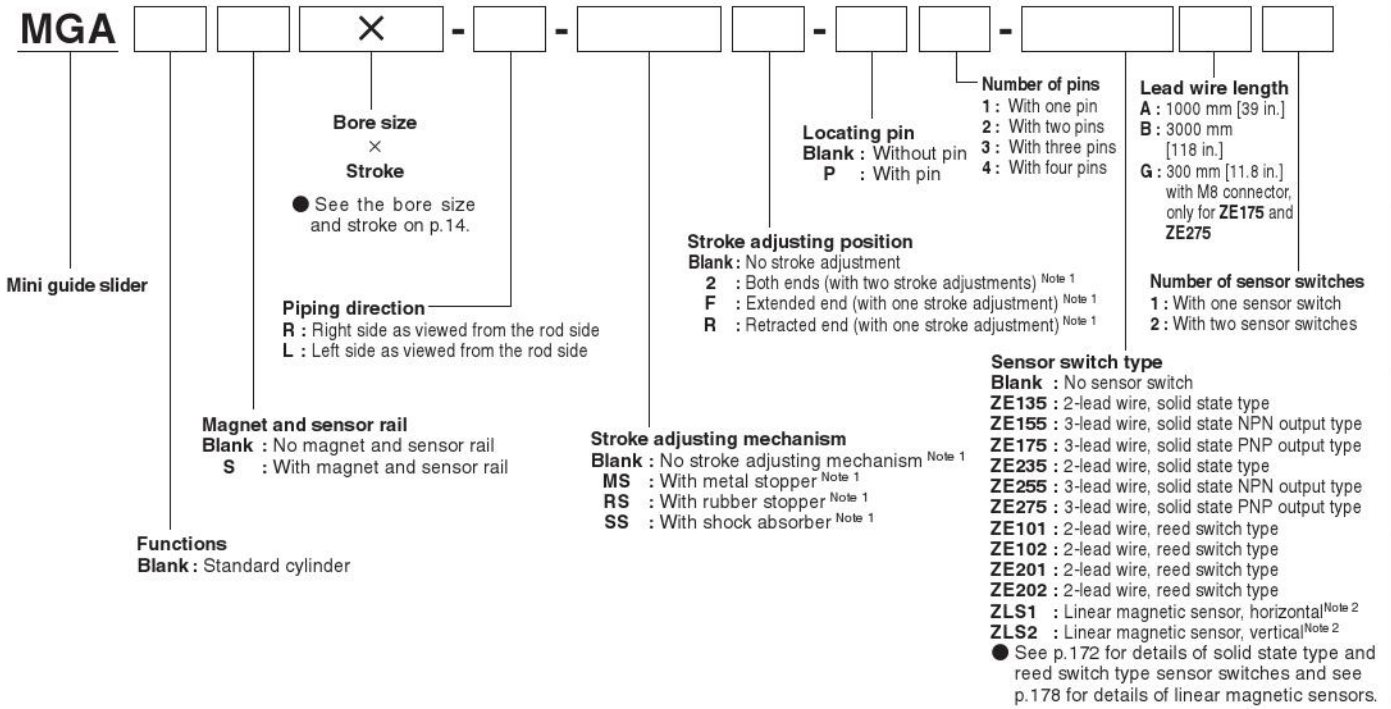 MGA × - - - -
Mini guide slider
Functions
Blank : Standard cylinder
Magnet and sensor rail
Blank : No magnet and sensor rail
S : With magnet and sensor rail
Bore size
×
Stroke
● See the bore size
and stroke on p.14.
Piping direction
R : Right side as viewed from the rod side
L : Left side as viewed from the rod side
Stroke adjusting mechanism
Blank : No stroke adjusting mechanism Note 1
MS : With metal stopper Note 1
RS : With rubber stopper Note 1
SS : With shock absorber Note 1
Stroke adjusting position
Blank : No stroke adjustment
2 : Both ends (with two stroke adjustments) Note 1
F : Extended end (with one stroke adjustment) Note 1
R : Retracted end (with one stroke adjustment) Note 1
Locating pin
Blank : Without pin
P : With pin
Number of pins
1 : With one pin
2 : With two pins
3 : With three pins
4 : With four pins
Sensor switch type
Blank : No sensor switch
ZE135 : 2-lead wire, solid state type
ZE155 : 3-lead wire, solid state NPN output type
ZE175 : 3-lead wire, solid state PNP output type
ZE235 : 2-lead wire, solid state type
ZE255 : 3-lead wire, solid state NPN output type
ZE275 : 3-lead wire, solid state PNP output type
ZE101 : 2-lead wire, reed switch type
ZE102 : 2-lead wire, reed switch type
ZE201 : 2-lead wire, reed switch type
ZE202 : 2-lead wire, reed switch type
ZLS1 : Linear magnetic sensor, horizontal Note 2
ZLS2 : Linear magnetic sensor, vertical Note 2
● See p.172 for details of solid state type and
reed switch type sensor switches and see
p.178 for details of linear magnetic sensors.
Lead wire length
A : 1000 mm [39 in.]
B : 3000 mm
[118 in.]
G : 300 mm [11.8 in.]
with M8 connector,
only for ZE175 and
ZE275
Number of sensor switches
1 : With one sensor switch
2 : With two sensor switches